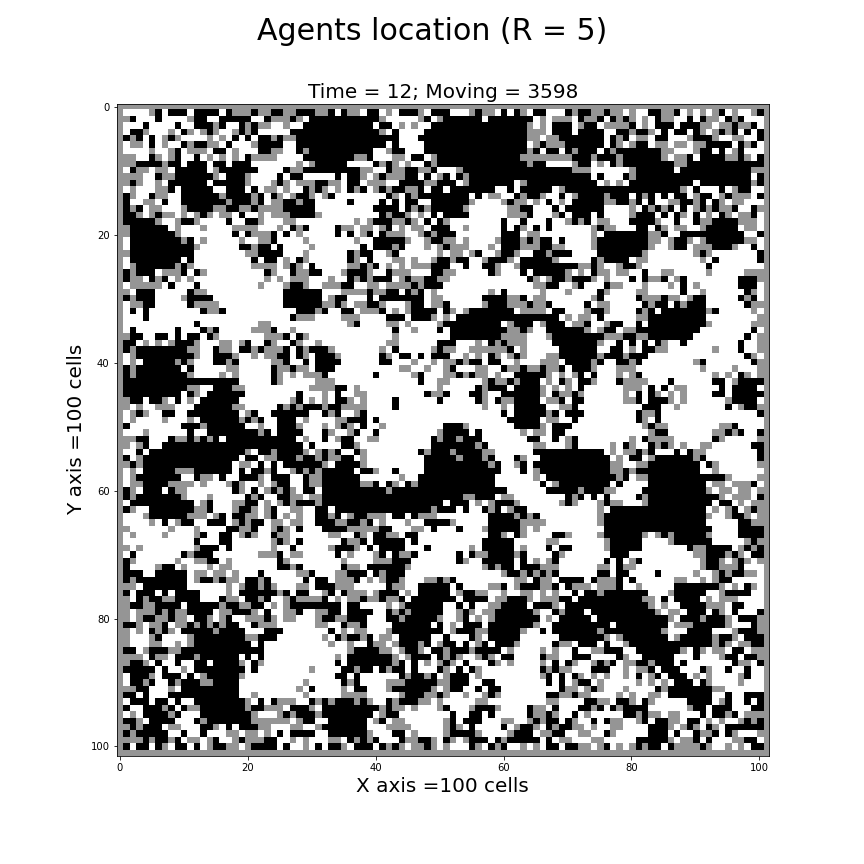 Agents location (R = 5)
Time = 12; Moving = 3598
0
20
40
60
80
100
Y axis =100 cells
0 20 40 60 80 100
X axis =100 cells